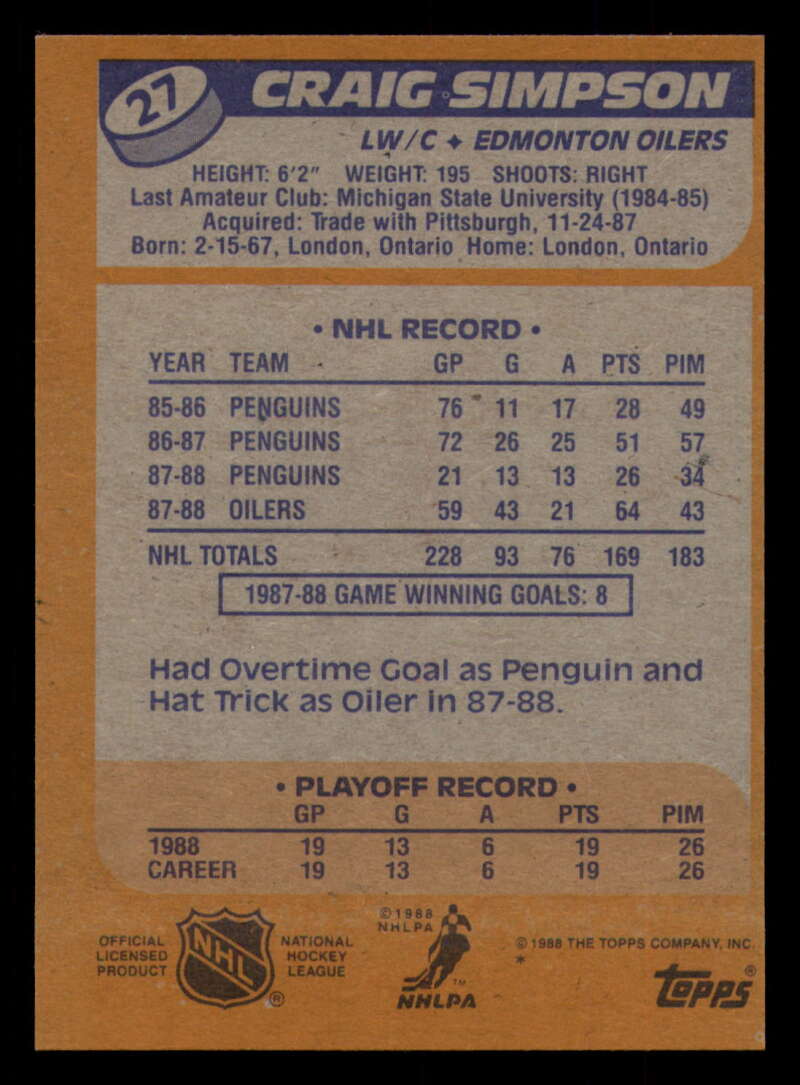 27
CRAIG SIMPSON
LW/C ✦ EDMONTON OILERS
HEIGHT: 6'2" WEIGHT: 195 SHOOTS: RIGHT
Last Amateur Club: Michigan State University (1984-85)
Acquired: Trade with Pittsburgh, 11-24-87
Born: 2-15-67, London, Ontario Home: London, Ontario
• NHL RECORD •
YEAR TEAM GP G A PTS PIM
85-86 PENGUINS 76 11 17 28 49
86-87 PENGUINS 72 26 25 51 57
87-88 PENGUINS 21 13 13 26 34
87-88 OILERS 59 43 21 64 43
NHL TOTALS 228 93 76 169 183
1987-88 GAME WINNING GOALS: 8
Had Overtime Goal as Penguin and
Hat Trick as Oiler in 87-88.
• PLAYOFF RECORD •
GP G A PTS PIM
1988 19 13 6 19 26
CAREER 19 13 6 19 26
OFFICIAL
LICENSED
PRODUCT
NHL
®
NATIONAL
HOCKEY
LEAGUE
©1988
NHLPA
™
NHLPA
© 1988 THE TOPPS COMPANY, INC.
*
topps®